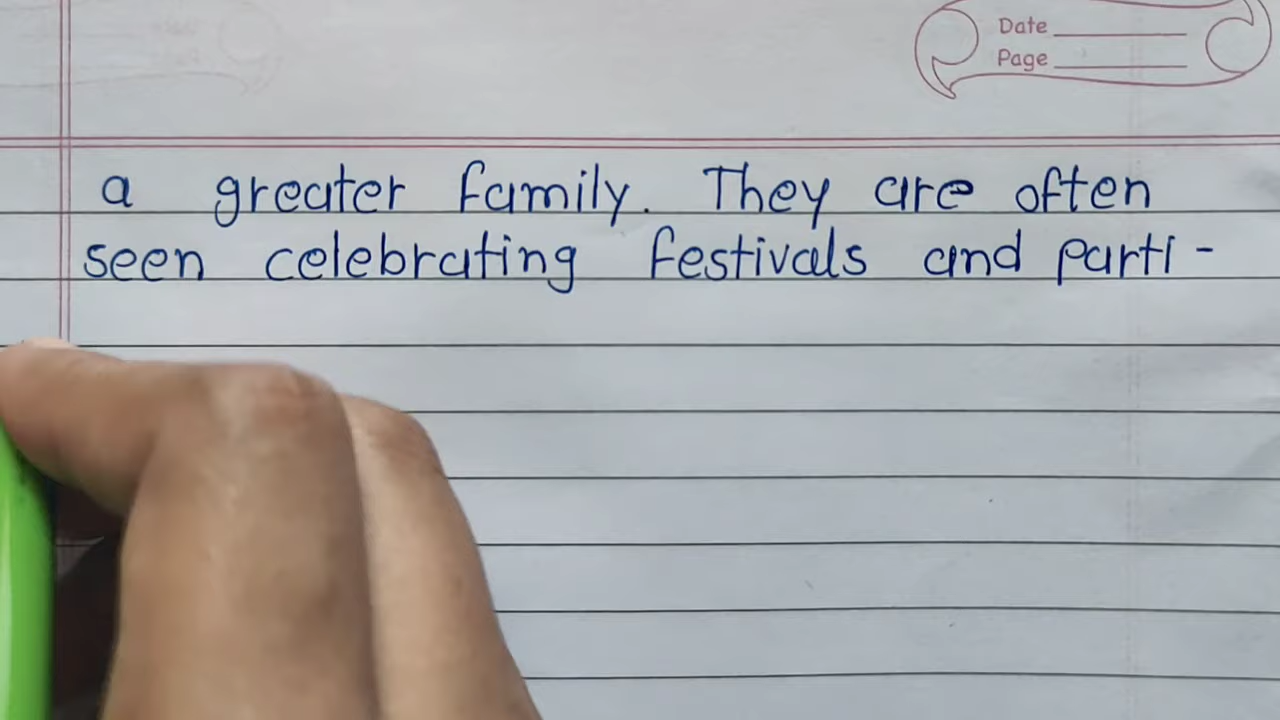 Date
Page
a greater family. They are often
seen celebrating festivals and parti-